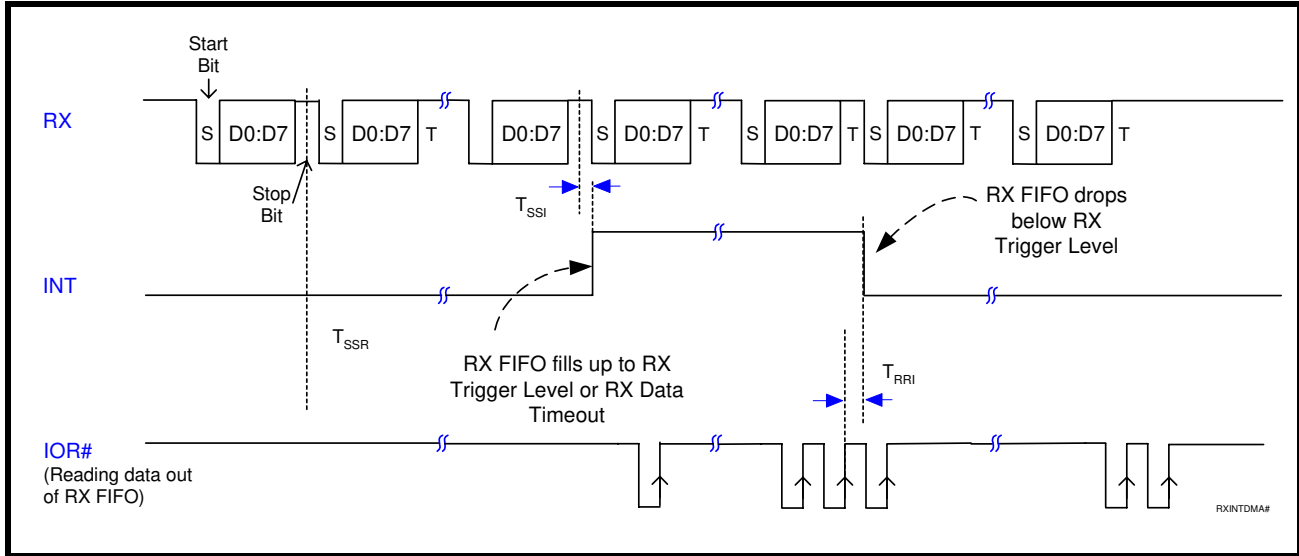 Start
Bit
RX
S D0:D7 S D0:D7 T D0:D7 S D0:D7 T S D0:D7 T S D0:D7 T S D0:D7 T
Stop
Bit
TSSI
RX FIFO drops
below RX
Trigger Level
INT
TSSR
RX FIFO fills up to RX
Trigger Level or RX Data
Timeout
TRRI
IOR#
(Reading data out
of RX FIFO)
RXINTDMA#